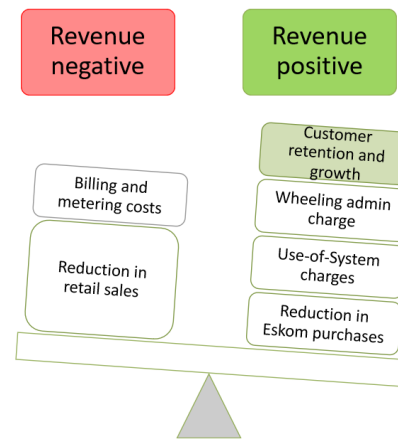 Revenue
negative
Revenue
positive
Billing and
metering costs
Reduction in
retail sales
Customer
retention and
growth
Wheeling admin
charge
Use-of-System
charges
Reduction in
Eskom purchases